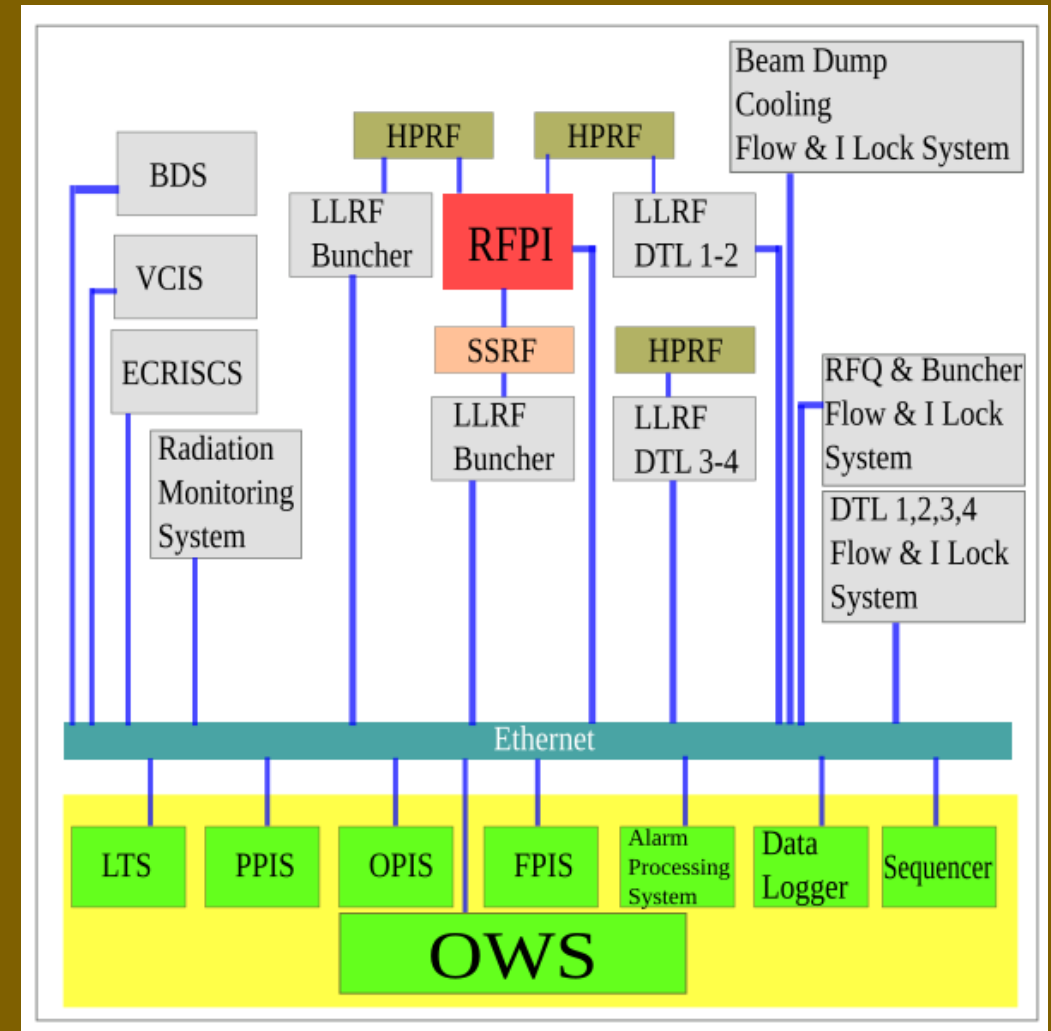 Beam Dump
Cooling
Flow & I Lock System
HPRF
HPRF
BDS
LLRF
Buncher
RFPI
LLRF
DTL 1-2
VCIS
SSRF
HPRF
ECRISCS
RFQ & Buncher
Flow & I Lock
System
LLRF
Buncher
LLRF
DTL 3-4
Radiation
Monitoring
System
DTL 1,2,3,4
Flow & I Lock
System
Ethernet
LTS
PPIS
OPIS
FPIS
Alarm
Processing
System
Data
Logger
Sequencer
OWS